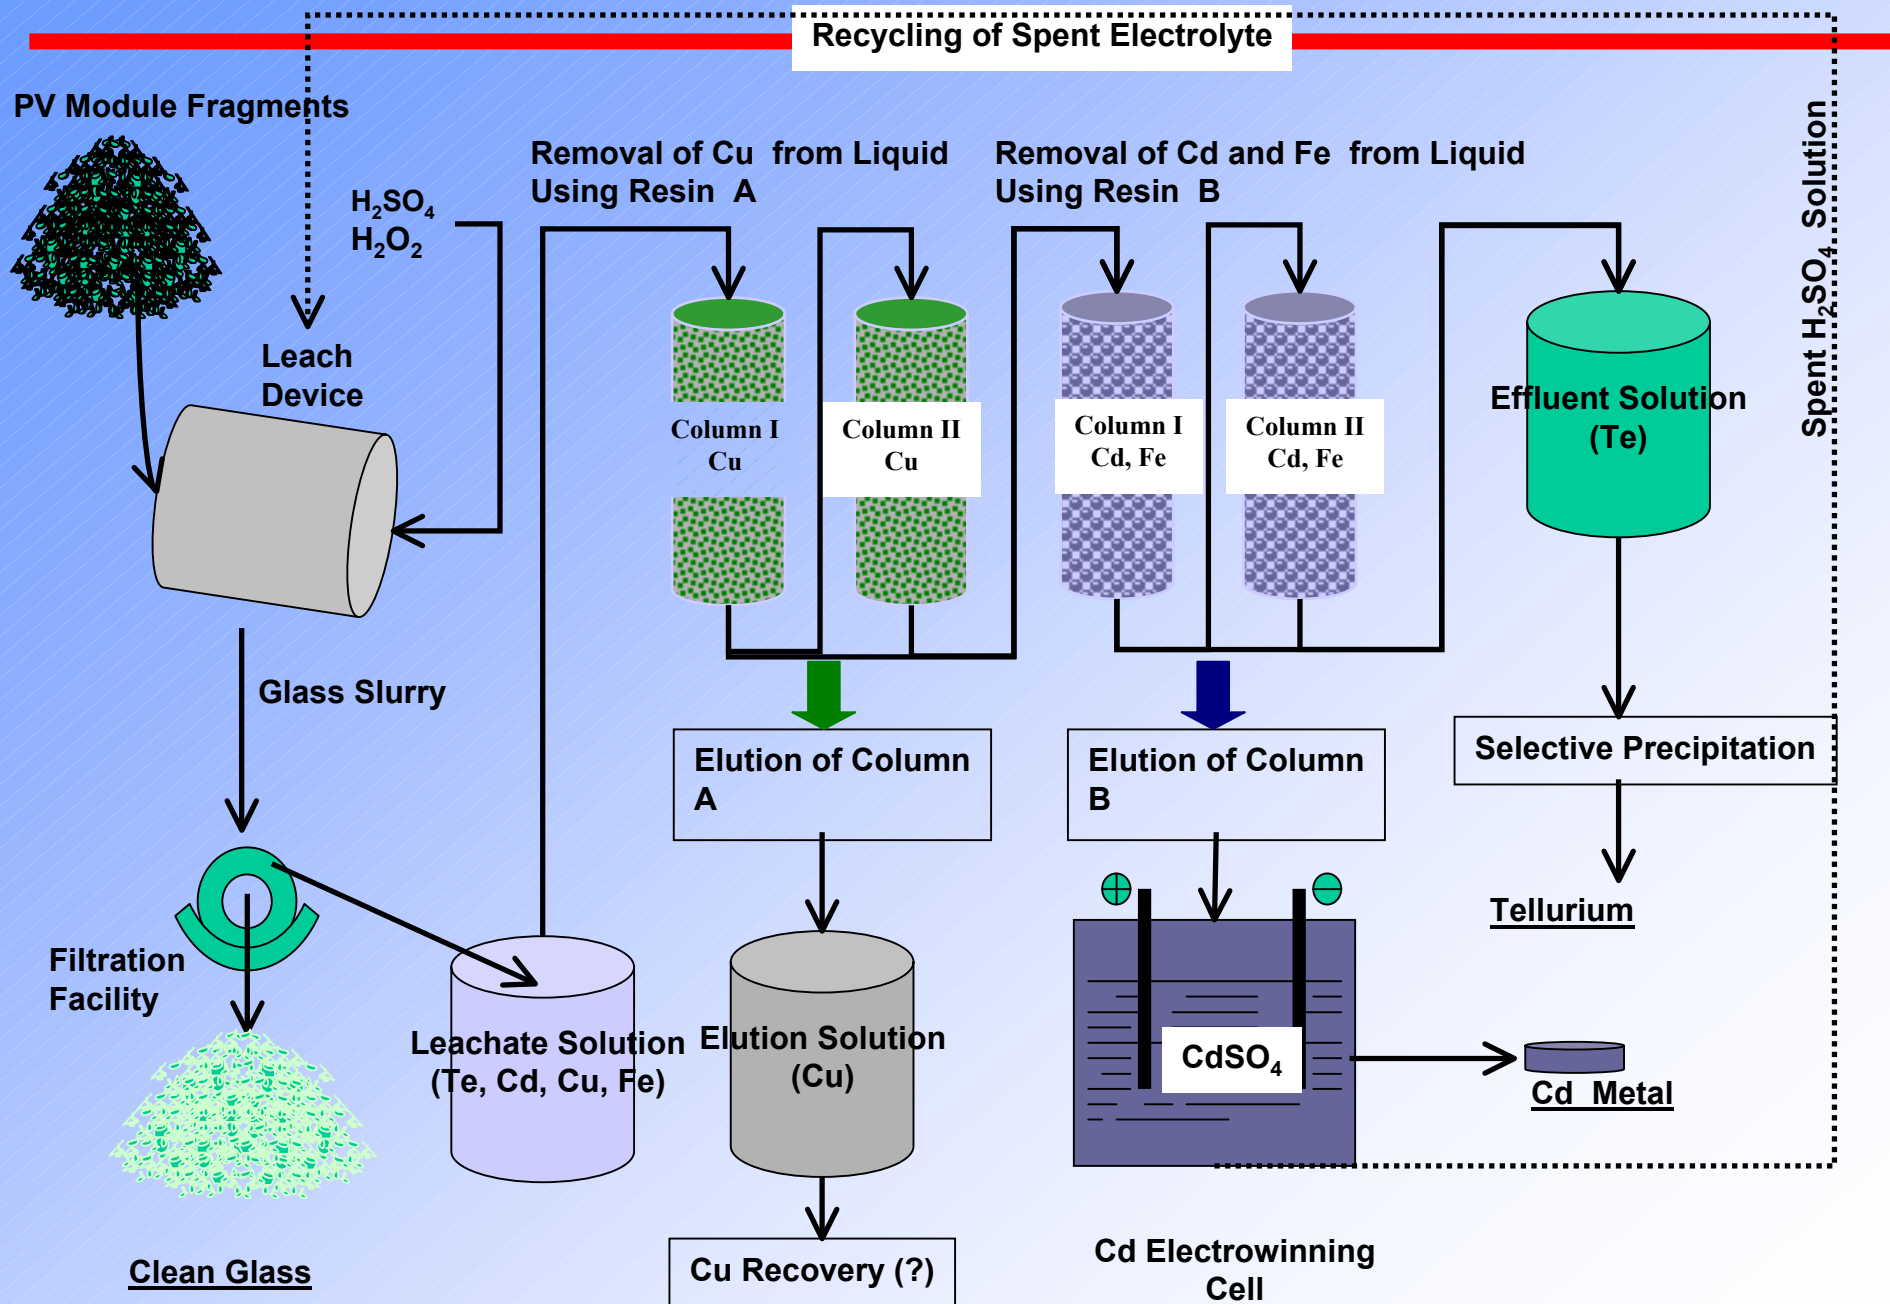 Recycling of Spent Electrolyte
PV Module Fragments
H₂SO₄
H₂O₂
Removal of Cu from Liquid
Using Resin A
Removal of Cd and Fe from Liquid
Using Resin B
Spent H₂SO₄ Solution
Leach
Device
Column I
Cu
Column II
Cu
Column I
Cd, Fe
Column II
Cd, Fe
Effluent Solution
(Te)
Glass Slurry
Elution of Column
A
Elution of Column
B
Selective Precipitation
Tellurium
Filtration
Facility
Leachate Solution
(Te, Cd, Cu, Fe)
Elution Solution
(Cu)
CdSO₄
Cd Metal
Clean Glass
Cu Recovery (?)
Cd Electrowinning
Cell